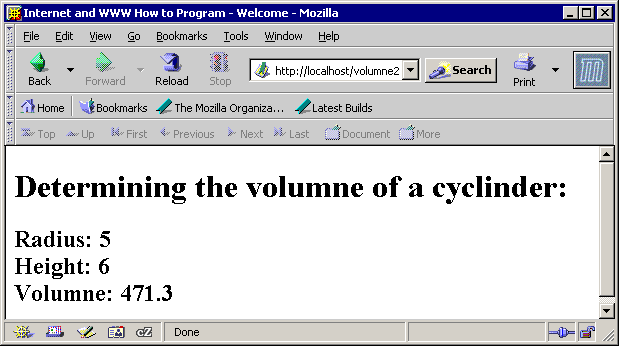 Internet and WWW How to Program - Welcome - Mozilla
File Edit View Go Bookmarks Tools Window Help
Back Forward Reload Stop http://localhost/volumne2 Search Print
Home Bookmarks The Mozilla Organiza... Latest Builds
Top Up First Previous Next Last Document More
Determining the volumne of a cyclinder:
Radius: 5
Height: 6
Volumne: 471.3
Done